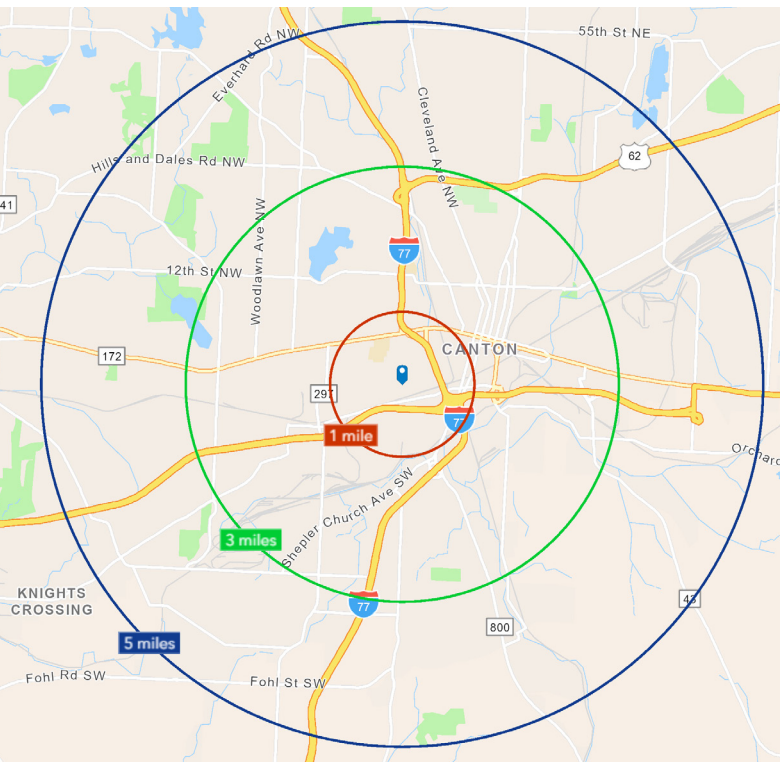 55th St NE
Everhard Rd NW
Cleveland Ave NW
62
Hills and Dales Rd NW
41
Woodlawn Ave NW
77
12th St NW
CANTON
172
297
77
1 mile
Orchard
Shepler Church Ave SW
3 miles
KNIGHTS
CROSSING
77
43
800
5 miles
Fohl Rd SW
Fohl St SW